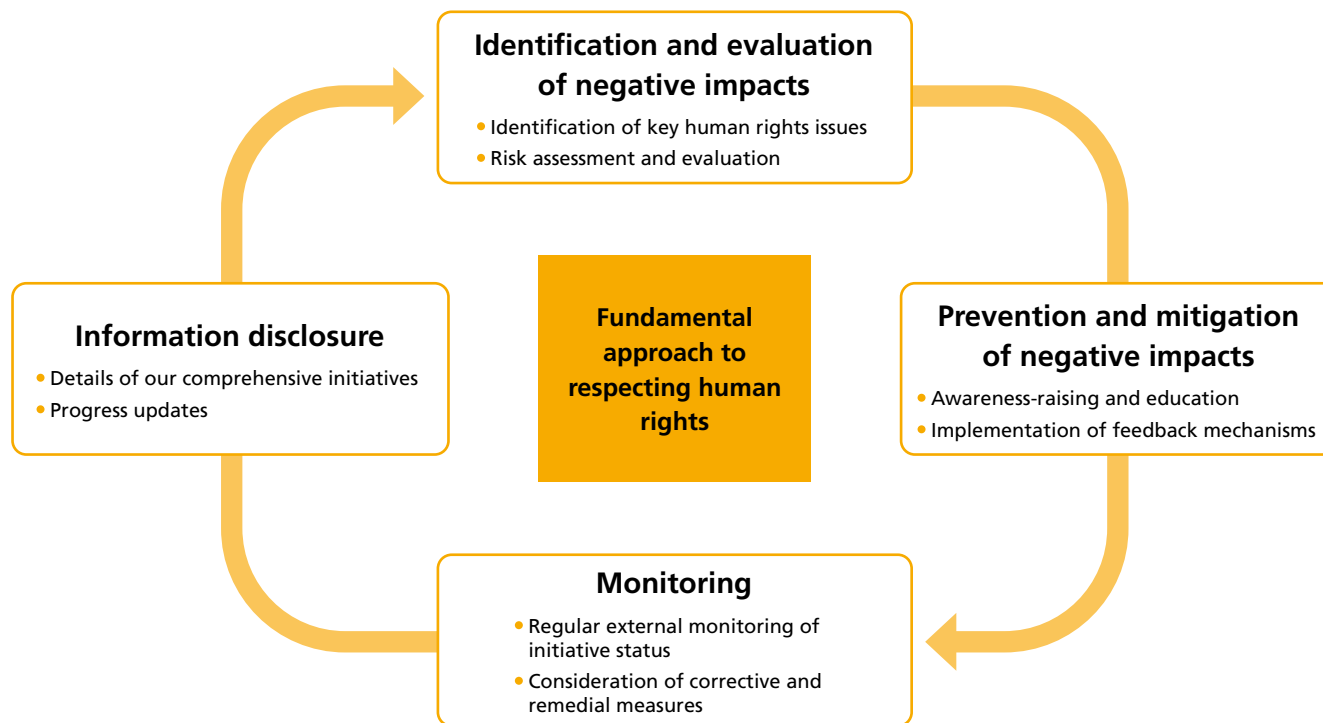 Identification and evaluation
of negative impacts
• Identification of key human rights issues
• Risk assessment and evaluation
Information disclosure
• Details of our comprehensive initiatives
• Progress updates
Fundamental
approach to
respecting human
rights
Prevention and mitigation
of negative impacts
• Awareness-raising and education
• Implementation of feedback mechanisms
Monitoring
• Regular external monitoring of
initiative status
• Consideration of corrective and
remedial measures